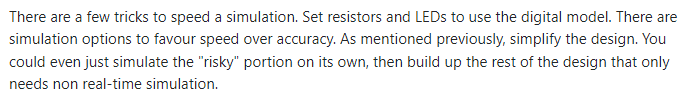 There are a few tricks to speed a simulation. Set resistors and LEDs to use the digital model. There are
simulation options to favour speed over accuracy. As mentioned previously, simplify the design. You
could even just simulate the "risky" portion on its own, then build up the rest of the design that only
needs non real-time simulation.